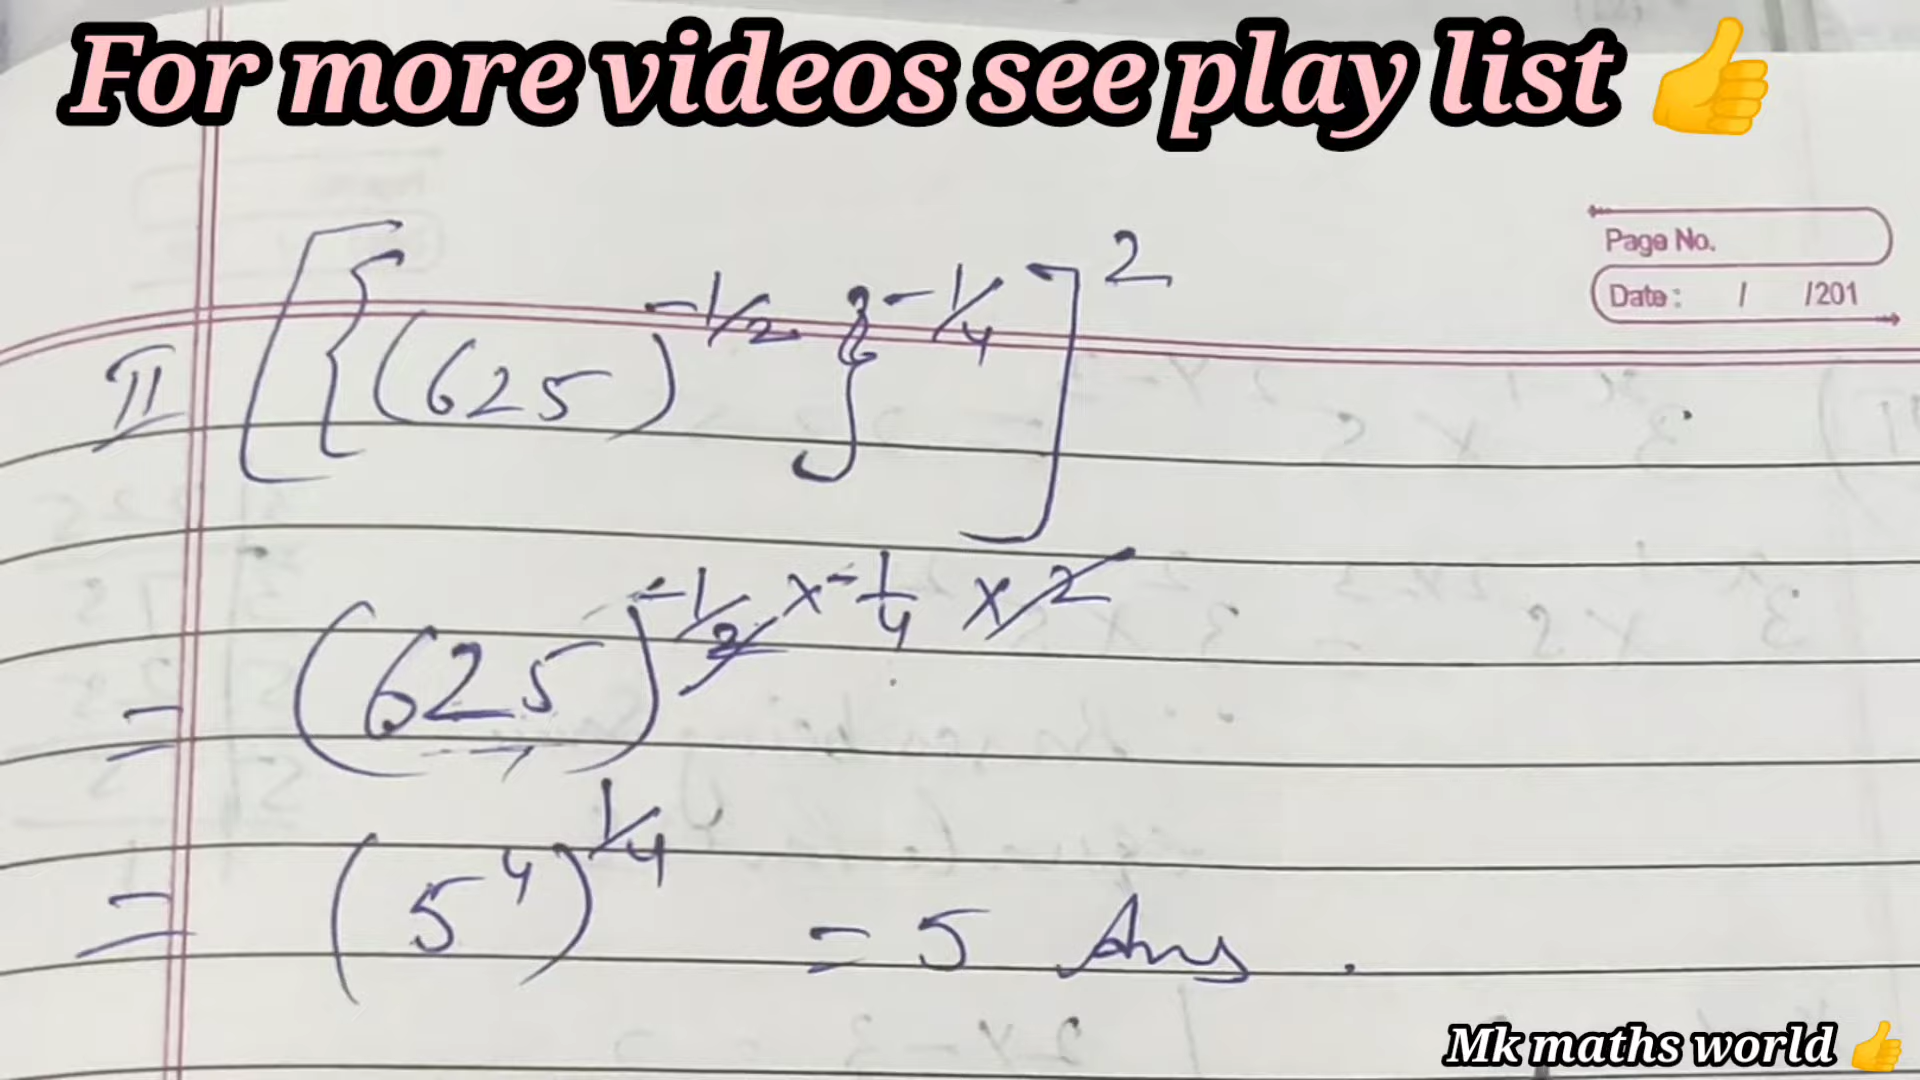 For more videos see play list 👍
Page No.
Date : / /201
II [{(625)^-1/2}^-1/4]^2
= (625)^-1/2 × -1/4 × 2
= (5^4)^1/4 = 5 Ans.
Mk maths world 👍